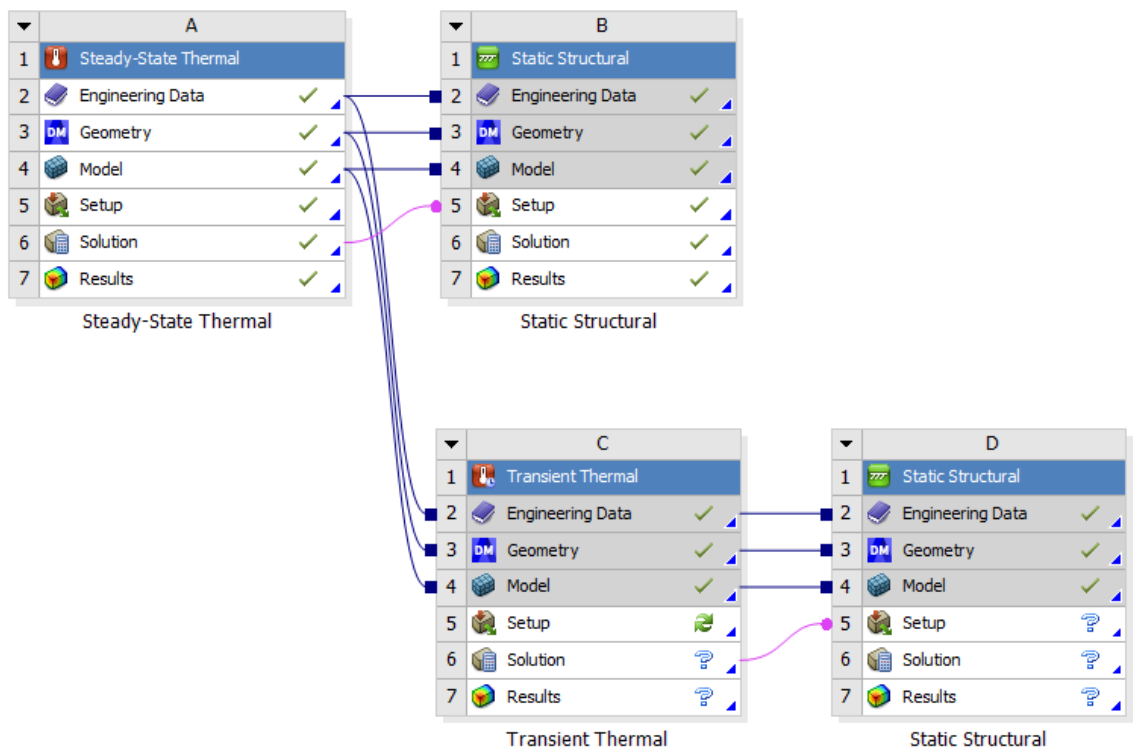 A
1 Steady-State Thermal
2 Engineering Data
3 DM Geometry
4 Model
5 Setup
6 Solution
7 Results
Steady-State Thermal
B
1 Static Structural
2 Engineering Data
3 DM Geometry
4 Model
5 Setup
6 Solution
7 Results
Static Structural
C
1 Transient Thermal
2 Engineering Data
3 DM Geometry
4 Model
5 Setup
6 Solution
7 Results
Transient Thermal
D
1 Static Structural
2 Engineering Data
3 DM Geometry
4 Model
5 Setup
6 Solution
7 Results
Static Structural